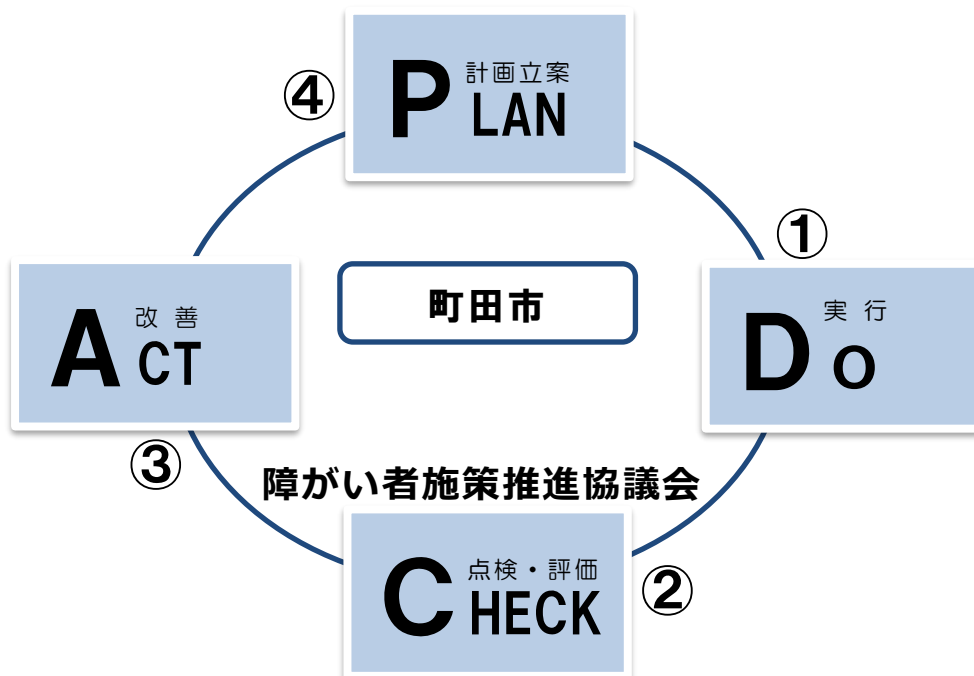 計画立案
PLAN
④
①
町田市
改善
ACT
実行
Do
③
障がい者施策推進協議会
点検・評価
CHECK
②